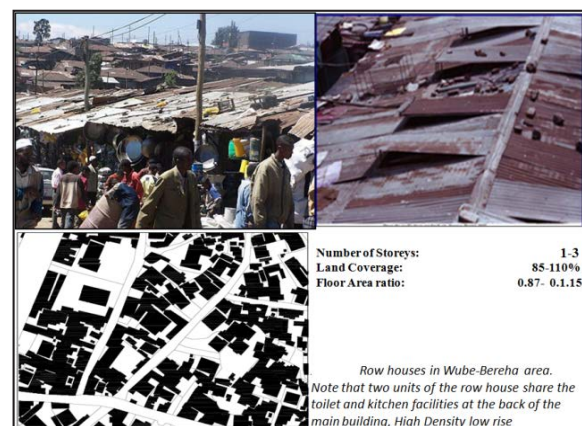 Number of Storeys: 1-3
Land Coverage: 85-110%
Floor Area ratio: 0.87- 0.1.15
Row houses in Wube-Bereha area.
Note that two units of the row house share the
toilet and kitchen facilities at the back of the
main building. High Density low rise